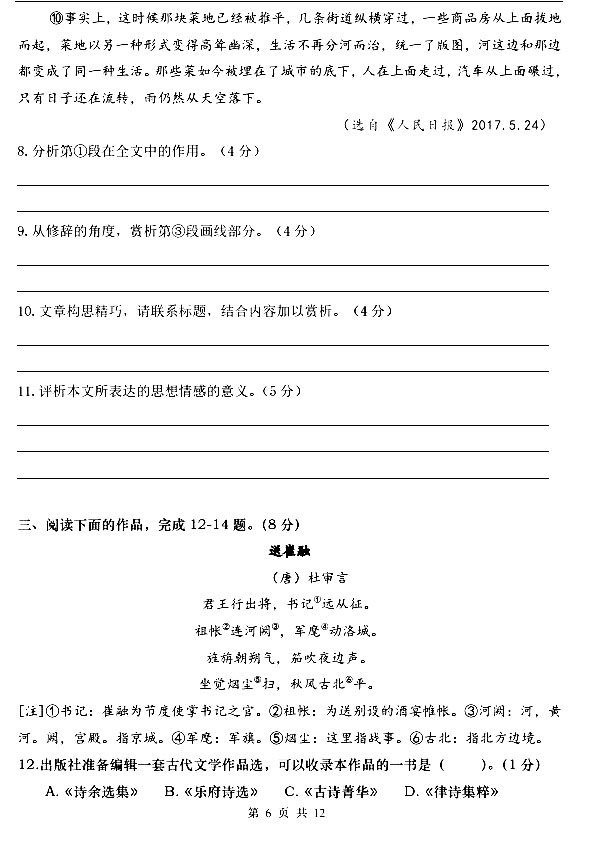 ⑩事实上，这时候那块菜地已经被推平，几条街道纵横穿过，一些商品房从上面拔地
而起，菜地以另一种形式变得高耸幽深，生活不再分河而治，统一了版图，河这边和那边
都变成了同一种生活。那些菜如今被埋在了城市的底下，人在上面走过，汽车从上面碾过，
只有日子还在流转，而仍然从天空落下。
（选自《人民日报》2017.5.24）
8.分析第①段在全文中的作用。（4 分）
9.从修辞的角度，赏析第③段画线部分。（4 分）
10.文章构思精巧，请联系标题，结合内容加以赏析。（4 分）
11.评析本文所表达的思想情感的意义。（5 分）
三、阅读下面的作品，完成 12-14 题。（8 分）
送崔融
（唐）杜审言
君王行出将，书记①远从征。
祖帐②连河阙③，军麾④动洛城。
旌旃朝朔气，笳吹夜边声。
坐觉烟尘⑤扫，秋风古北⑥平。
[注]①书记：崔融为节度使掌书记之官。②祖帐：为送别设的酒宴帷帐。③河阙：河，黄
河。阙，宫殿。指京城。④军麾：军旗。⑤烟尘：这里指战事。⑥古北：指北方边境。
12.出版社准备编辑一套古代文学作品选，可以收录本作品的一书是（　　）。（1 分）
A.《诗余选集》 B.《乐府诗选》 C.《古诗菁华》 D.《律诗集粹》
第 6 页 共 12